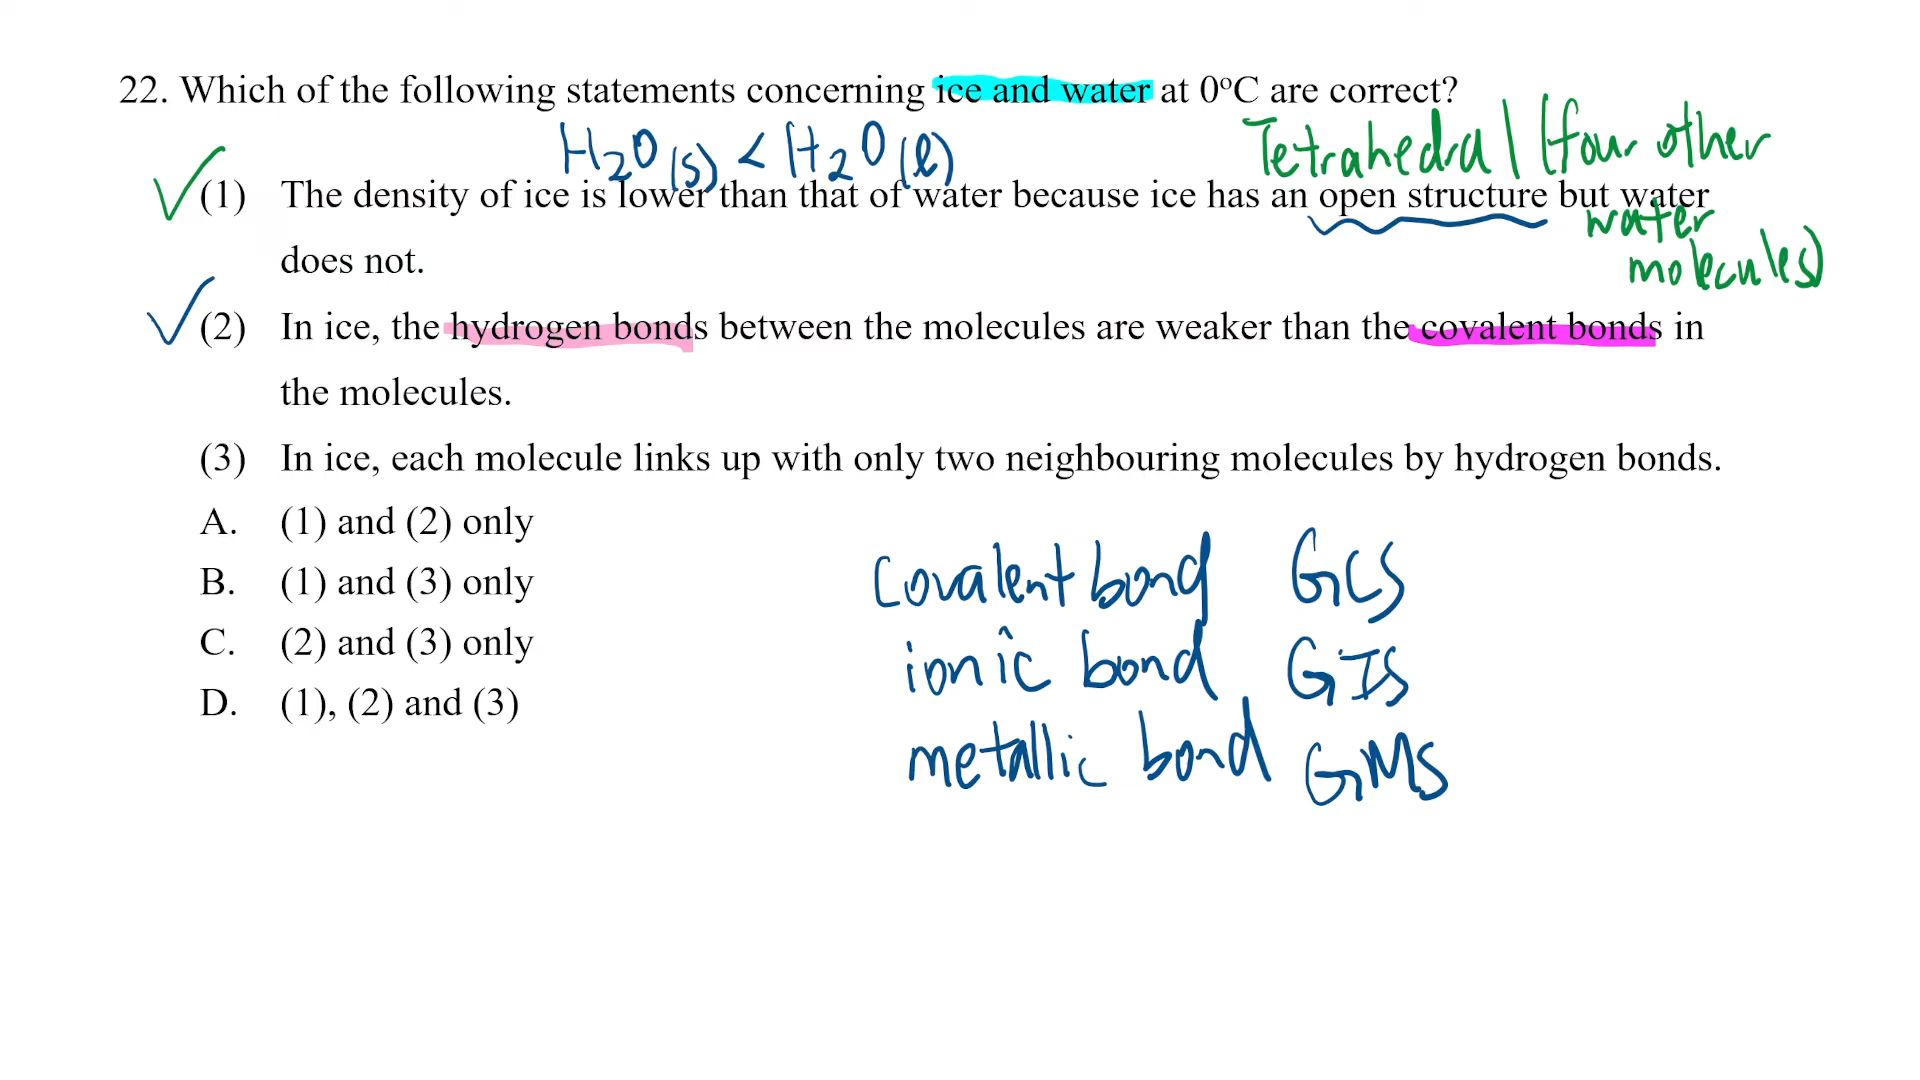 22. Which of the following statements concerning ice and water at 0°C are correct?
H₂O(s) < H₂O(l)
Tetrahedral (four other
(1) The density of ice is lower than that of water because ice has an open structure but water
water
does not.
molecules)
(2) In ice, the hydrogen bonds between the molecules are weaker than the covalent bonds in
the molecules.
(3) In ice, each molecule links up with only two neighbouring molecules by hydrogen bonds.
A. (1) and (2) only
B. (1) and (3) only
C. (2) and (3) only
D. (1), (2) and (3)
covalent bond GCS
ionic bond GIS
metallic bond GMS